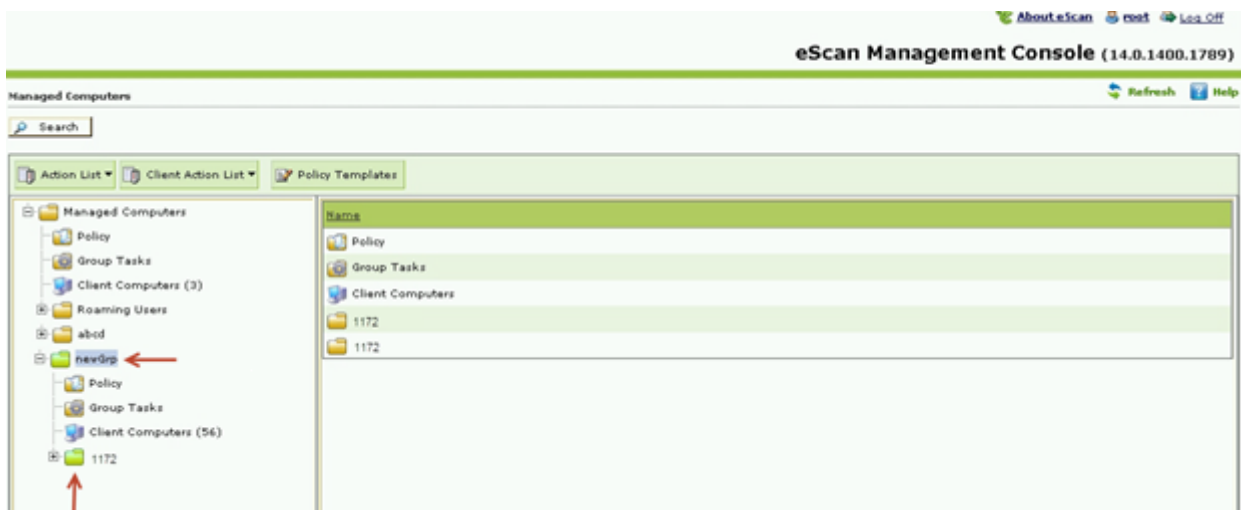 About eScan root Log Off
eScan Management Console (14.0.1400.1789)
Managed Computers Refresh Help
Search
Action List Client Action List Policy Templates
Managed Computers
Policy
Group Tasks
Client Computers (3)
Roaming Users
abcd
newGrp
Policy
Group Tasks
Client Computers (56)
1172
Name
Policy
Group Tasks
Client Computers
1172
1172